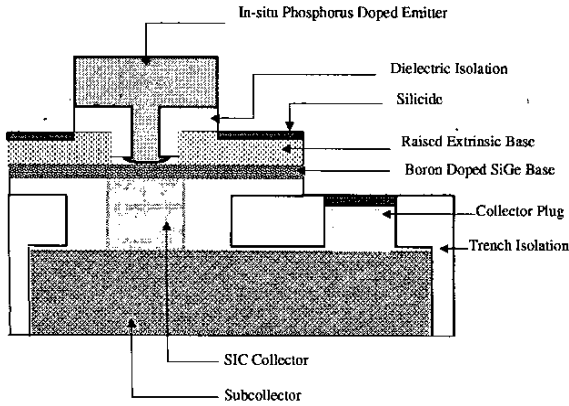 In-situ Phosphorus Doped Emitter
Dielectric Isolation
Silicide
Raised Extrinsic Base
Boron Doped SiGe Base
Collector Plug
Trench Isolation
SIC Collector
Subcollector